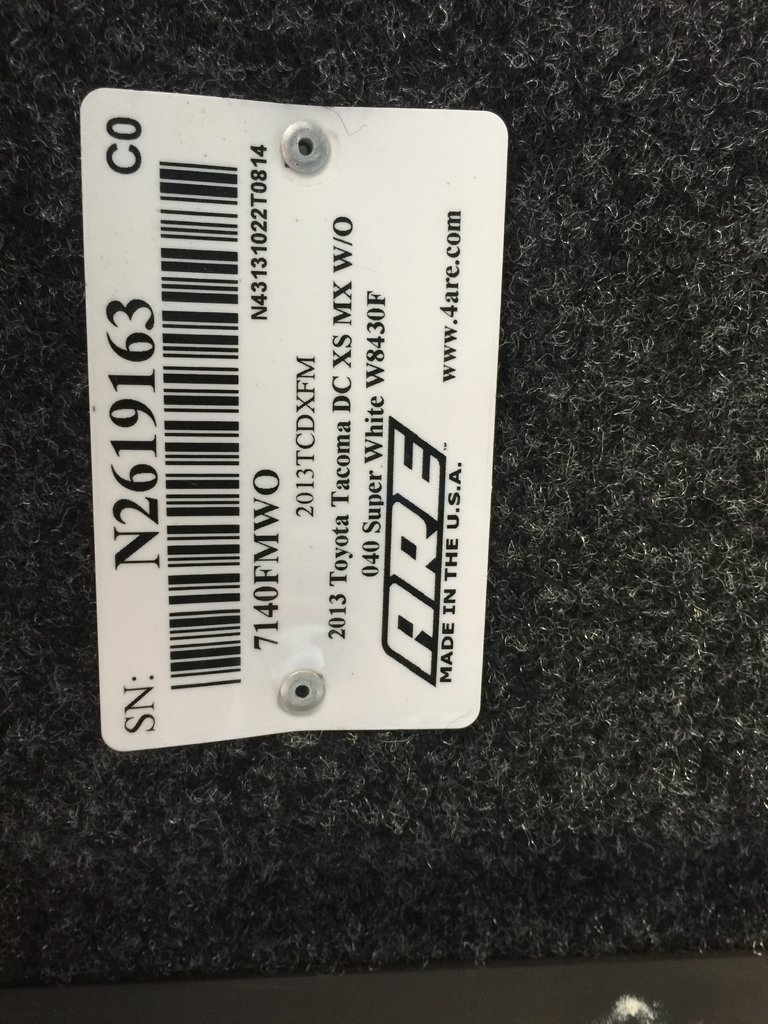 SN: N2619163 C0
N43131022T0814
7140FMWO
2013TCDXFM
2013 Toyota Tacoma DC XS MX W/O
040 Super White W8430F
ARE™ www.4are.com
MADE IN THE U.S.A.